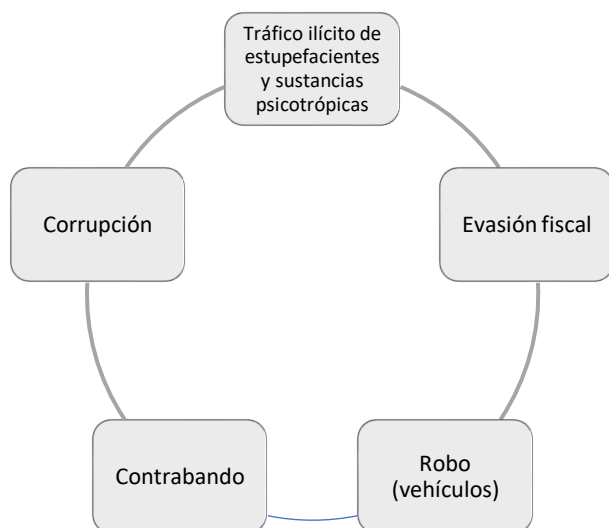 Tráfico ilícito de
estupefacientes
y sustancias
psicotrópicas
Evasión fiscal
Robo
(vehículos)
Contrabando
Corrupción